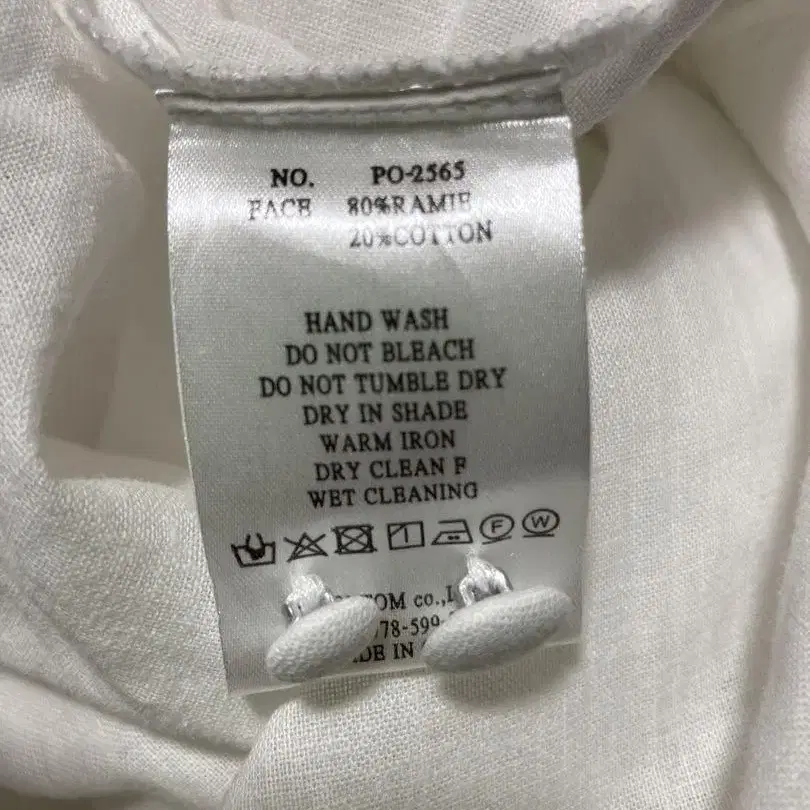 NO. PO-2565
FACE 80%RAMIE
20%COTTON
HAND WASH
DO NOT BLEACH
DO NOT TUMBLE DRY
DRY IN SHADE
WARM IRON
DRY CLEAN F
WET CLEANING
F W
co.,
IN